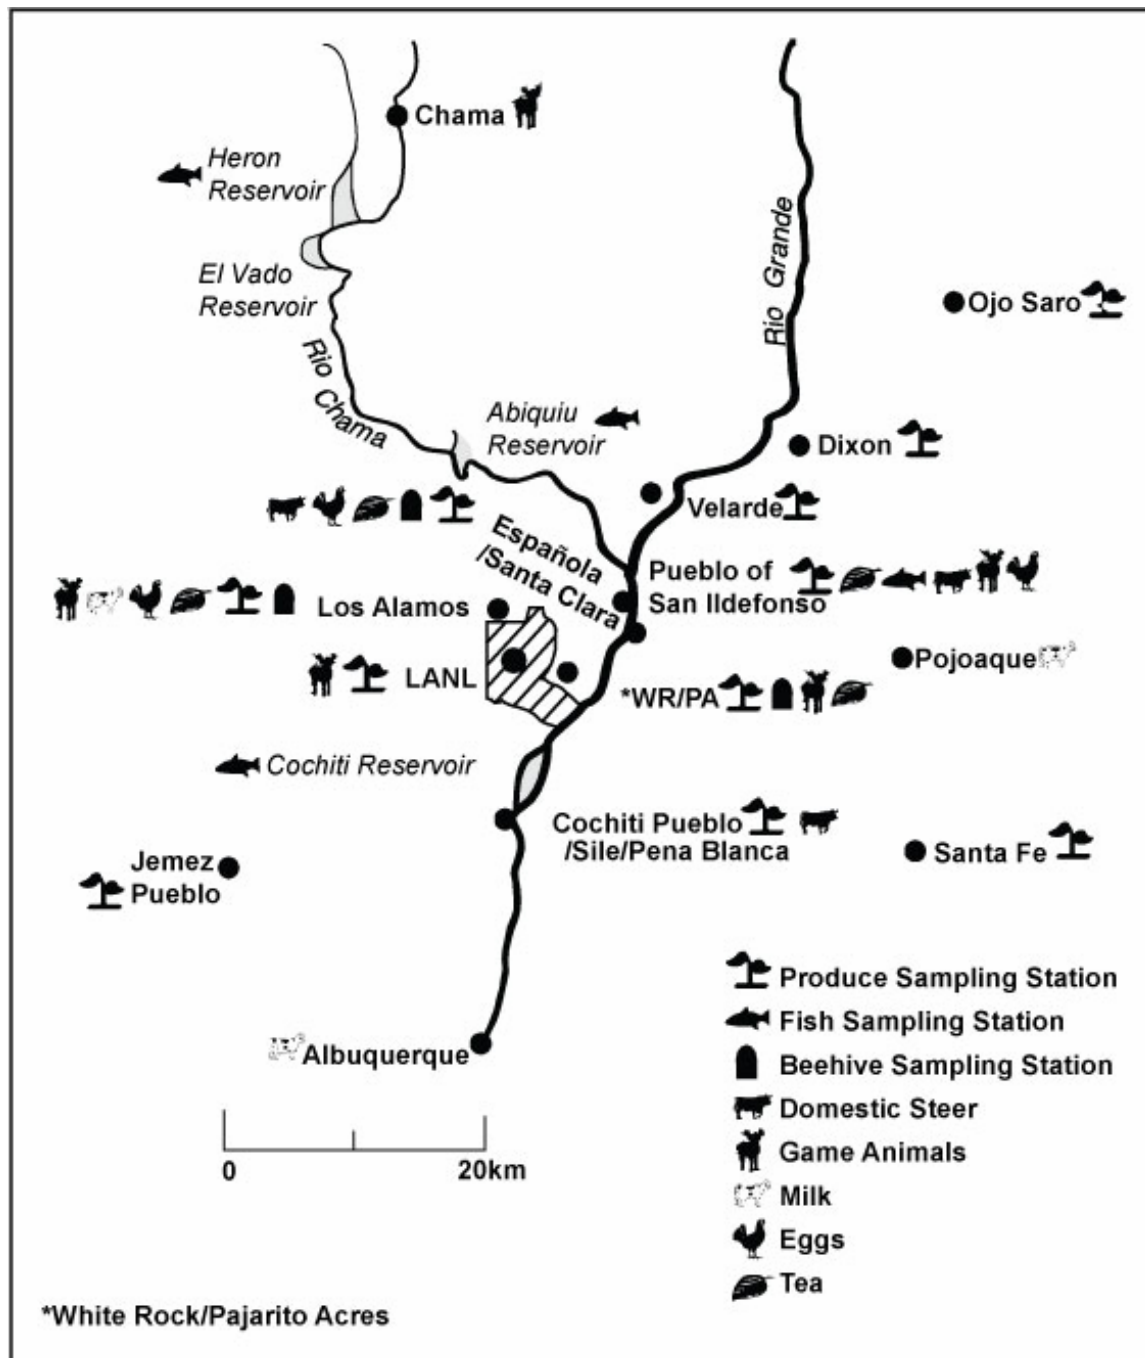 Chama
Heron
Reservoir
El Vado
Reservoir
Rio Grande
Ojo Saro
Rio Chama
Abiquiu
Reservoir
Dixon
Velarde
Española
/Santa Clara
Pueblo of
San Ildefonso
Los Alamos
Pojoaque
LANL
*WR/PA
Cochiti Reservoir
Cochiti Pueblo
/Sile/Pena Blanca
Santa Fe
Jemez
Pueblo
Albuquerque
Produce Sampling Station
Fish Sampling Station
Beehive Sampling Station
Domestic Steer
Game Animals
Milk
Eggs
Tea
0 20km
*White Rock/Pajarito Acres